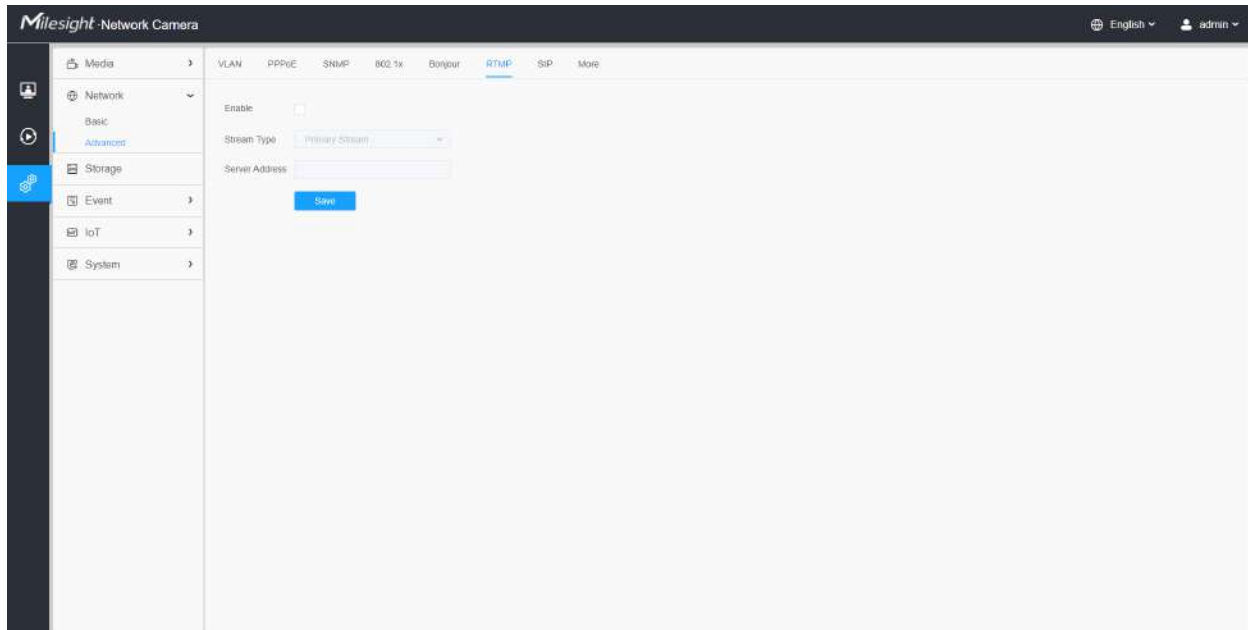 Milesight ·Network Camera
English
admin
Media
VLAN PPPoE SNMP 802.1x Bonjour RTMP SIP More
Network
Basic
Advanced
Storage
Event
IoT
System
Enable
Stream Type Primary Stream
Server Address
Save